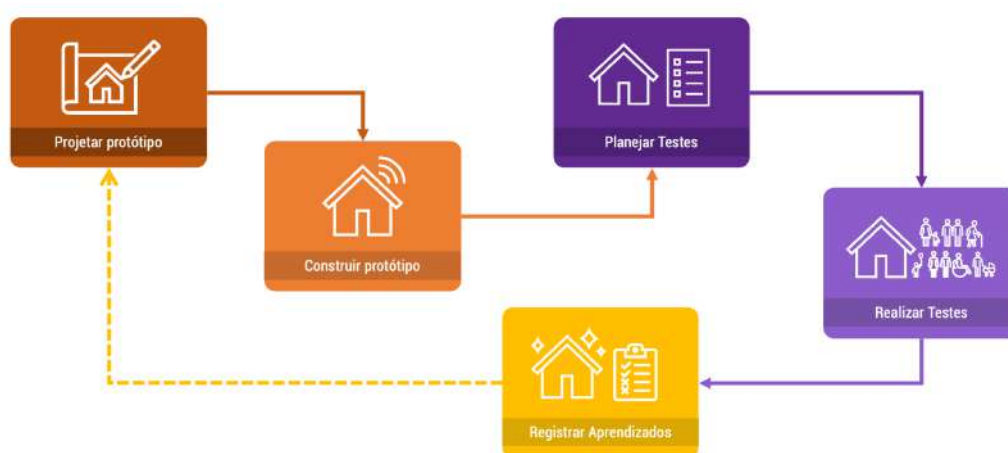 Projetar protótipo
Construir protótipo
Planejar Testes
Realizar Testes
Registrar Aprendizados